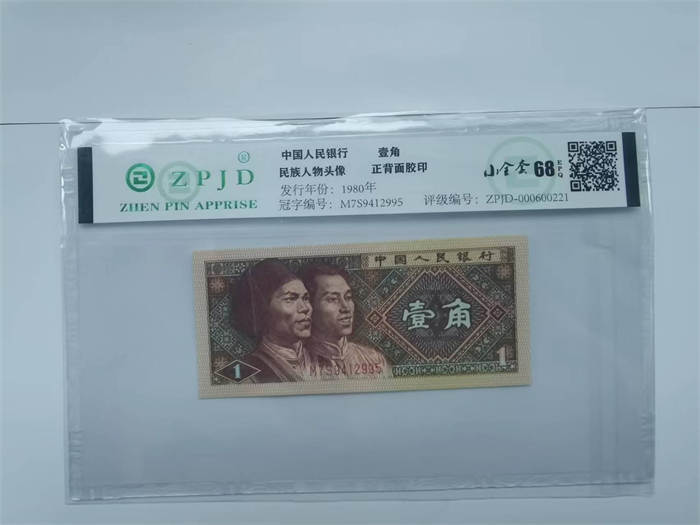 ®
ZPJD
ZHEN PIN APPRISE
中国人民银行 壹角
民族人物头像 正背面胶印
发行年份：1980年
冠字编号：M7S9412995 评级编号：ZPJD-000600221
68 EPQ
中国人民银行
壹角
1
M7S9412995
1